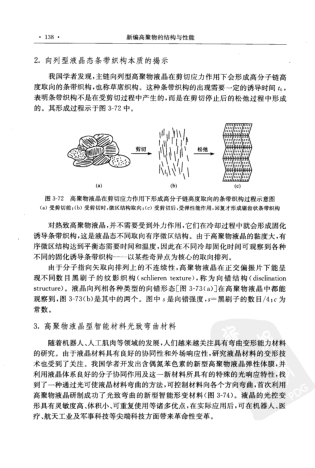 · 138 · 新编高聚物的结构与性能
2. 向列型液晶态条带织构本质的揭示
我国学者发现,主链向列型高聚物液晶在剪切应力作用下会形成高分子链高
度取向的条带织构,也称草席织构。这种条带织构的出现需要一定的诱导时间 t₀,
表明条带织构不是在受剪切过程中产生的,而是在剪切停止后的松弛过程中形成
的。其形成过程示于图 3-72 中。
剪切 松弛
(a) (b) (c)
图 3-72 高聚物液晶在剪切应力作用下形成高分子链高度取向的条带织构过程示意图
(a) 受剪切前;(b) 受剪切时,微区结构取向;(c) 受剪切后,受弹性能作用,回复才形成锯齿状条带织构
对热致高聚物液晶,并不需要受到外力作用,它们在冷却过程中就会形成固化
诱导条带织构,这是液晶态不同取向有序微区体。由于高聚物液晶的黏度大,有
序微区结构达到平衡态需要时间和温度,因此在不同冷却固化时间可观察到各种
不同的固化诱导条带织构——以某些奇异点为核心的取向排列。
由于分子指向矢取向排列上的不连续性,高聚物液晶在正交偏振片下能呈
现不同数目黑刷子的纹影织构(schlieren texture),称为向错结构(disclination
structure)。液晶向列相各种类型的向错形态[图 3-73(a)]在高聚物液晶中都能
观察到,图 3-73(b)是其中的两个。图中 s 是向错强度,s=黑刷子的数目/4;c 为
常数。
3. 高聚物液晶型智能材料光致弯曲材料
随着机器人、人工肌肉等领域的发展,人们越来越关注具有弯曲形变能力材料
的研究。由于液晶材料具有良好的协同性和外场响应性,研究液晶材料的变形技
术也受到了关注。我国学者开发出含偶氮苯色素的新型高聚物液晶弹性体膜,并
利用液晶体系良好的分子协同作用及这一新材料所具有的特殊的光响应特性,找
到了一种通过光可使液晶材料弯曲的方法,可控制材料向各个方向弯曲,首次利用
高聚物液晶研制成功了光致弯曲的新型智能形变材料(图 3-74)。液晶的光控变
形具有灵敏度高、体积小、可重复使用等诸多优点,在实际应用后,可在机器人、医
疗、航天工业及军事科技等尖端科技方面带来革命性变革。